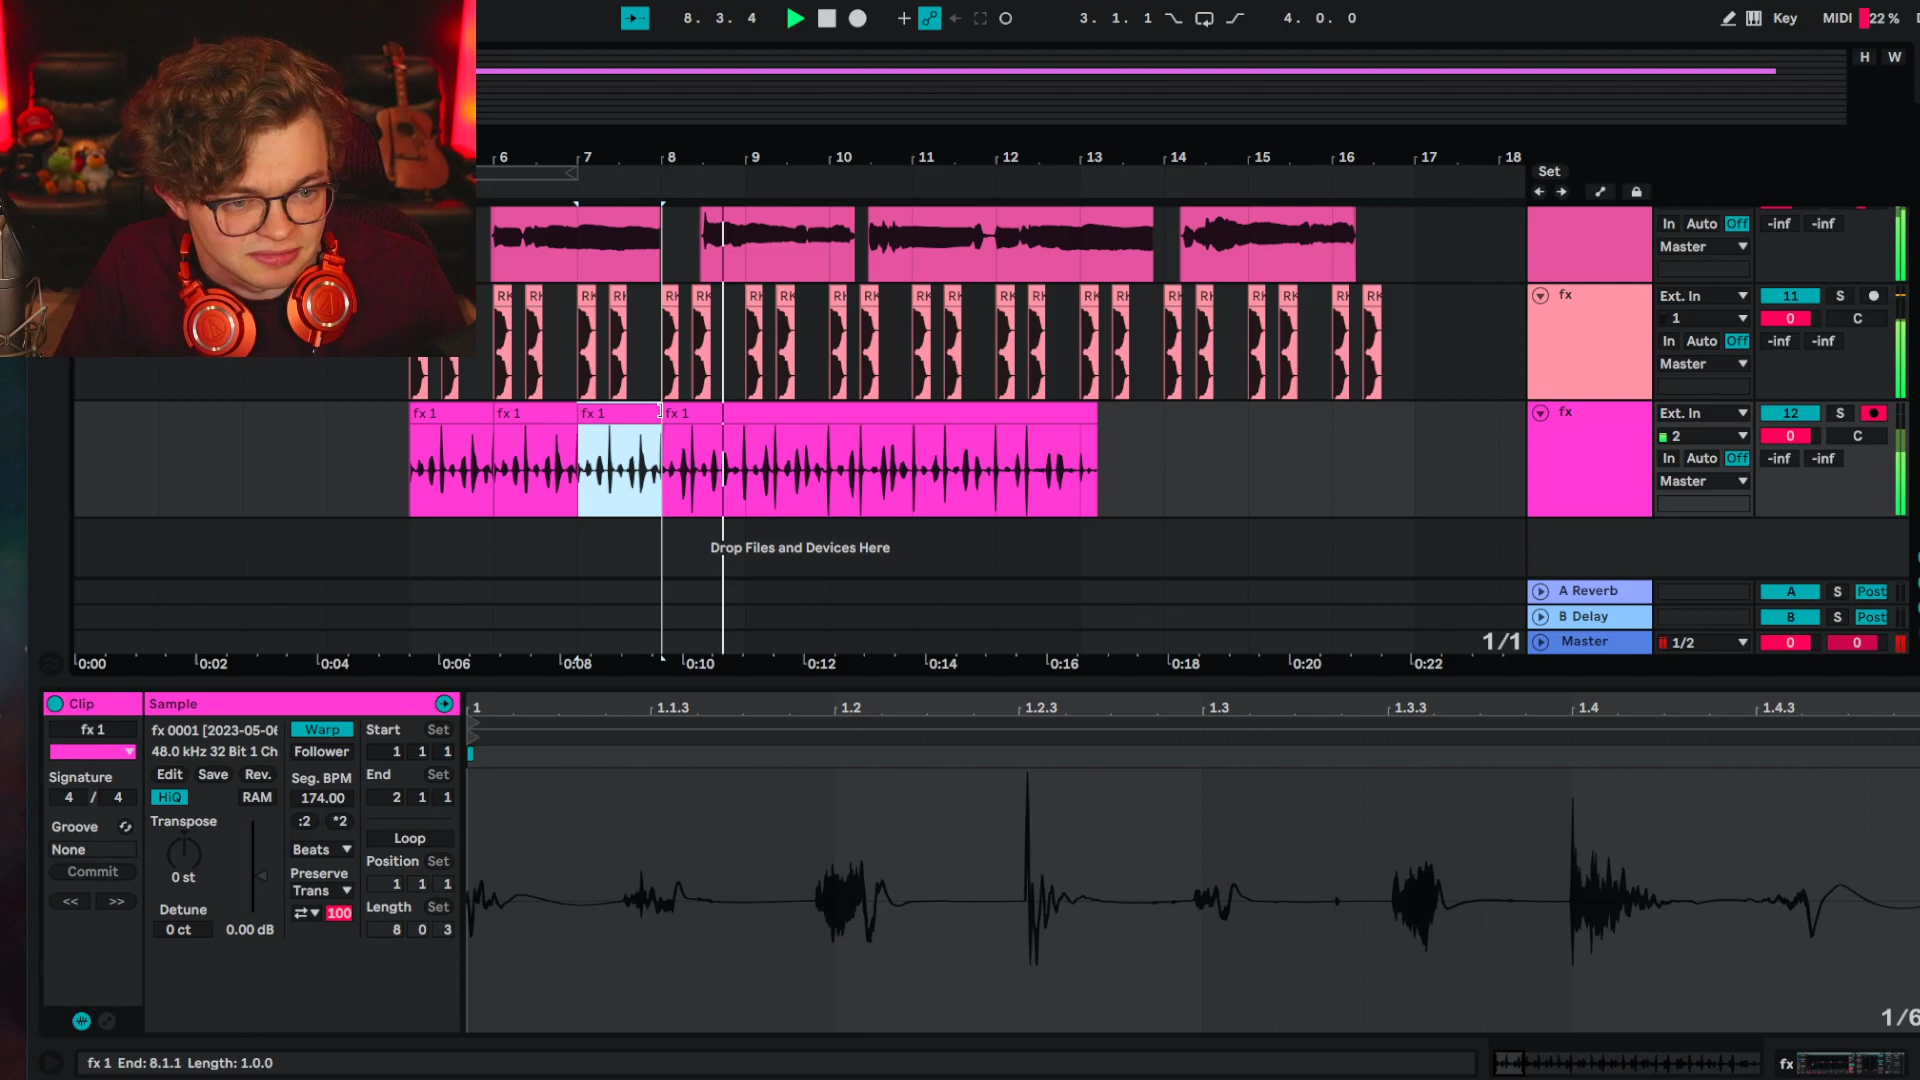 8. 3. 4
3. 1. 1
4. 0. 0
Key
MIDI
22 %
H W
6 7 8 9 10 11 12 13 14 15 16 17 18
Set
In Auto Off -inf -inf
Master
fx
Ext. In
11 S
1
0 C
In Auto Off -inf -inf
Master
fx 1 fx 1 fx 1 fx 1
fx
Ext. In
12 S
2
0 C
In Auto Off -inf -inf
Master
Drop Files and Devices Here
A Reverb
A S Post
B Delay
B S Post
1/1
Master
1/2
0 0
0:00 0:02 0:04 0:06 0:08 0:10 0:12 0:14 0:16 0:18 0:20 0:22
Clip
Sample
1 1.1.3 1.2 1.2.3 1.3 1.3.3 1.4 1.4.3
fx 1
fx 0001 [2023-05-06
Warp
Start Set
48.0 kHz 32 Bit 1 Ch
Follower
1 1 1
Signature
Edit Save Rev.
Seg. BPM
End Set
4 / 4
HiQ RAM
174.00
2 1 1
:2 *2
Groove
Transpose
Loop
None
Beats
Position Set
Commit
0 st
Preserve
Trans
1 1 1
<< >>
Detune
100
Length Set
0 ct 0.00 dB
8 0 3
fx 1 End: 8.1.1 Length: 1.0.0
fx